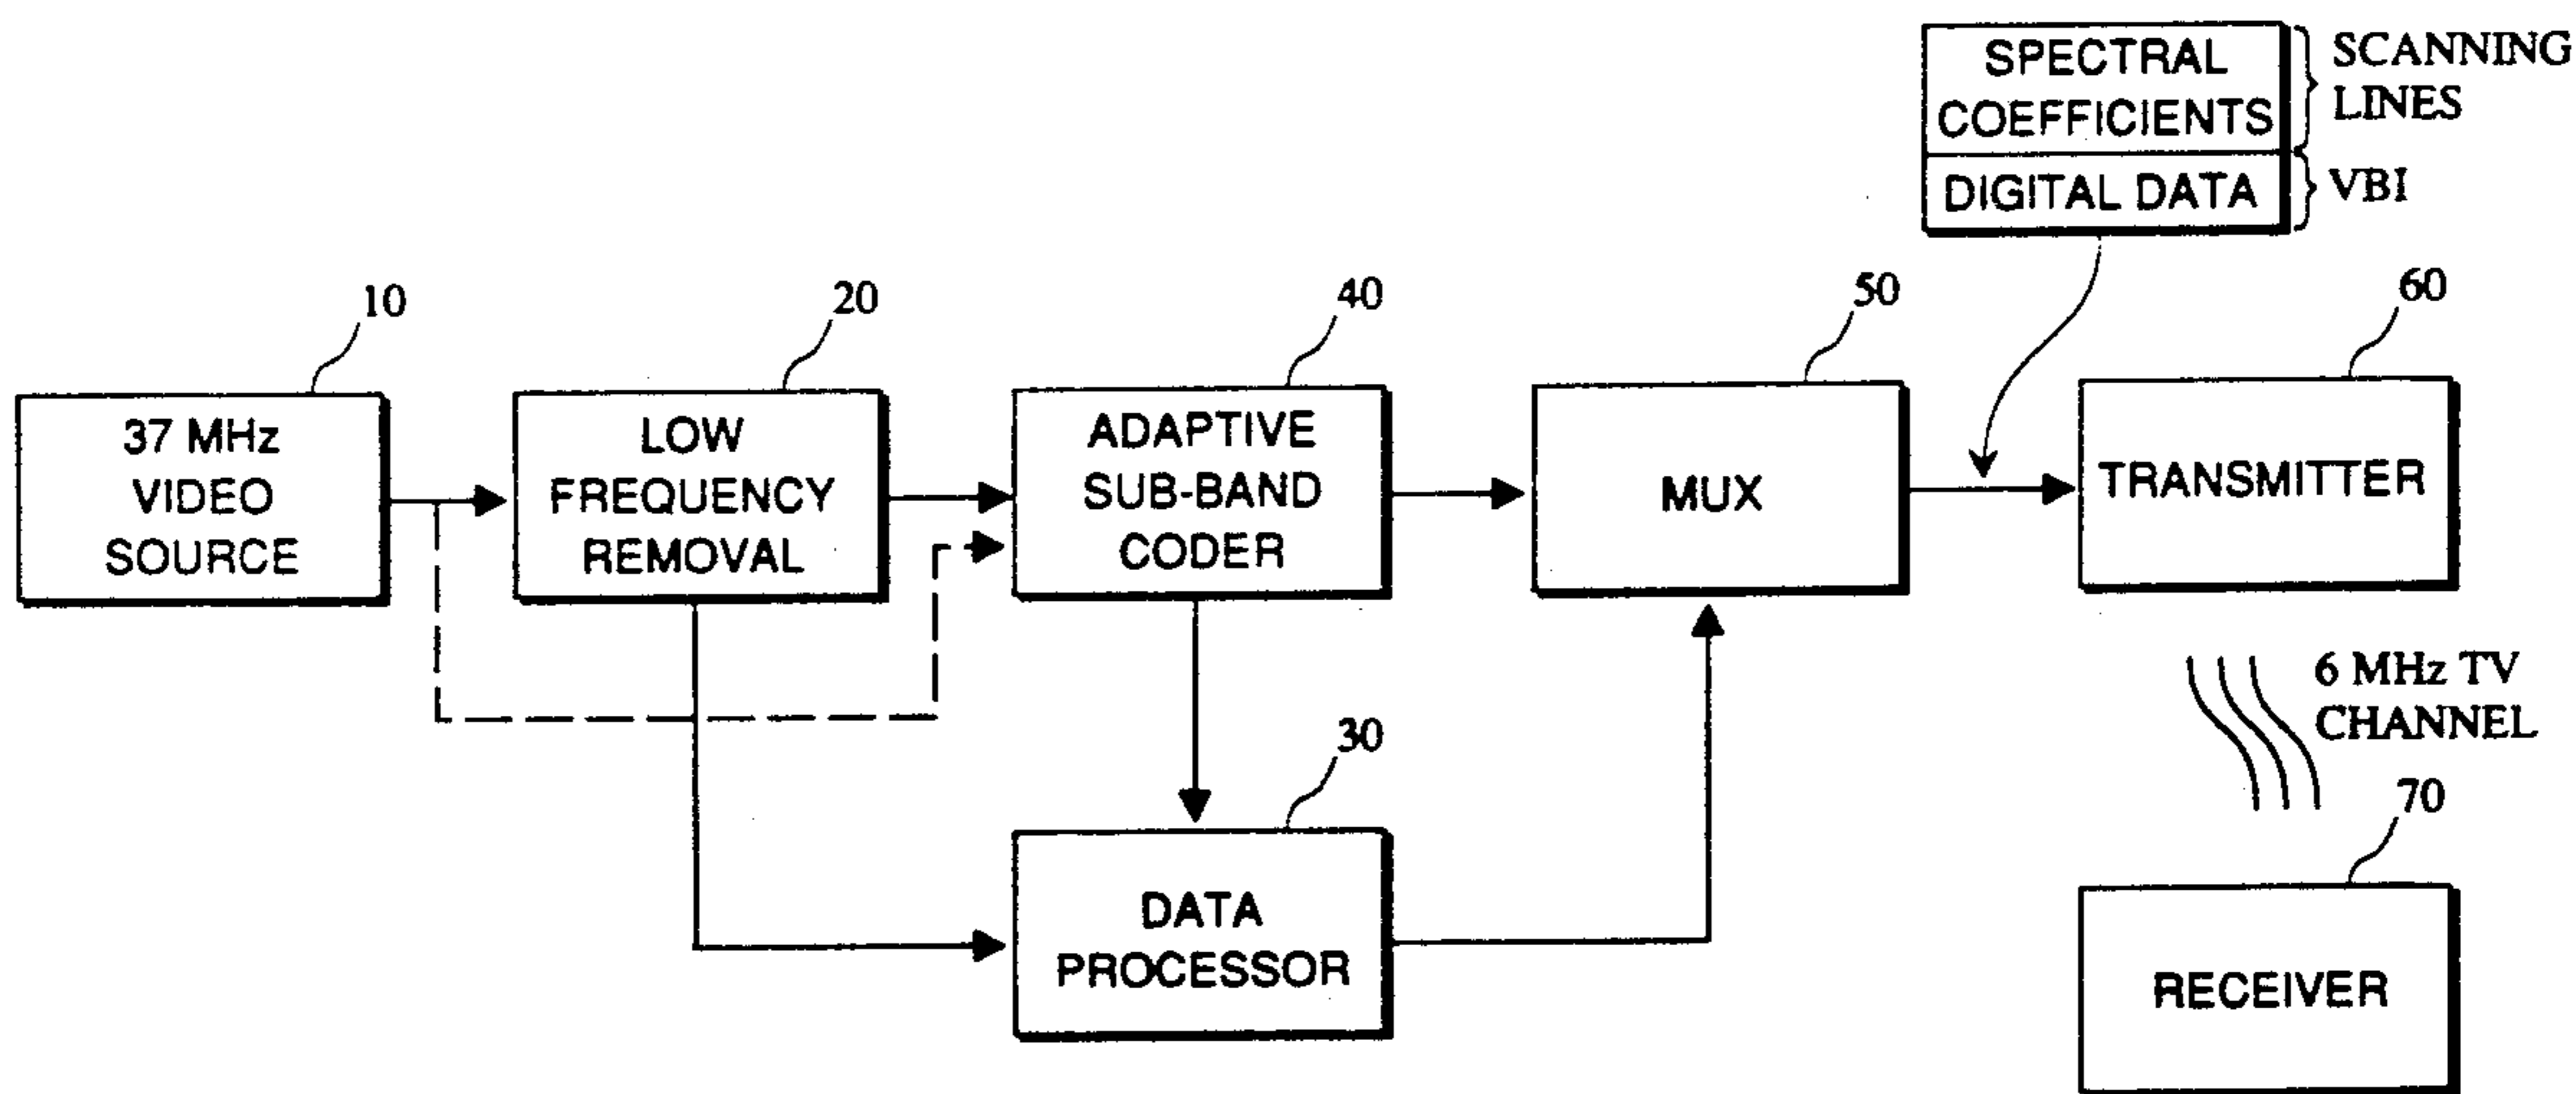 SPECTRAL
COEFFICIENTS
SCANNING
LINES
DIGITAL DATA
VBI
10
20
40
50
60
37 MHz
VIDEO
SOURCE
LOW
FREQUENCY
REMOVAL
ADAPTIVE
SUB-BAND
CODER
MUX
TRANSMITTER
6 MHz TV
CHANNEL
30
70
DATA
PROCESSOR
RECEIVER